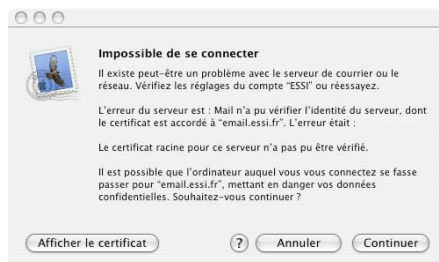 Impossible de se connecter
Il existe peut-être un problème avec le serveur de courrier ou le
réseau. Vérifiez les réglages du compte “ESSI” ou réessayez.
L'erreur du serveur est : Mail n'a pu vérifier l'identité du serveur, dont
le certificat est accordé à “email.essi.fr”. L'erreur était :
Le certificat racine pour ce serveur n'a pas pu être vérifié.
Il est possible que l'ordinateur auquel vous vous connectez se fasse
passer pour “email.essi.fr”, mettant en danger vos données
confidentielles. Souhaitez-vous continuer ?
Afficher le certificat ? Annuler Continuer